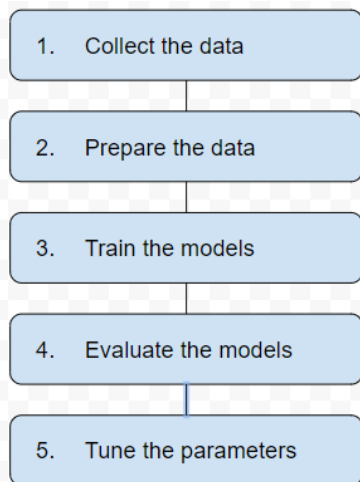 1. Collect the data
2. Prepare the data
3. Train the models
4. Evaluate the models
5. Tune the parameters